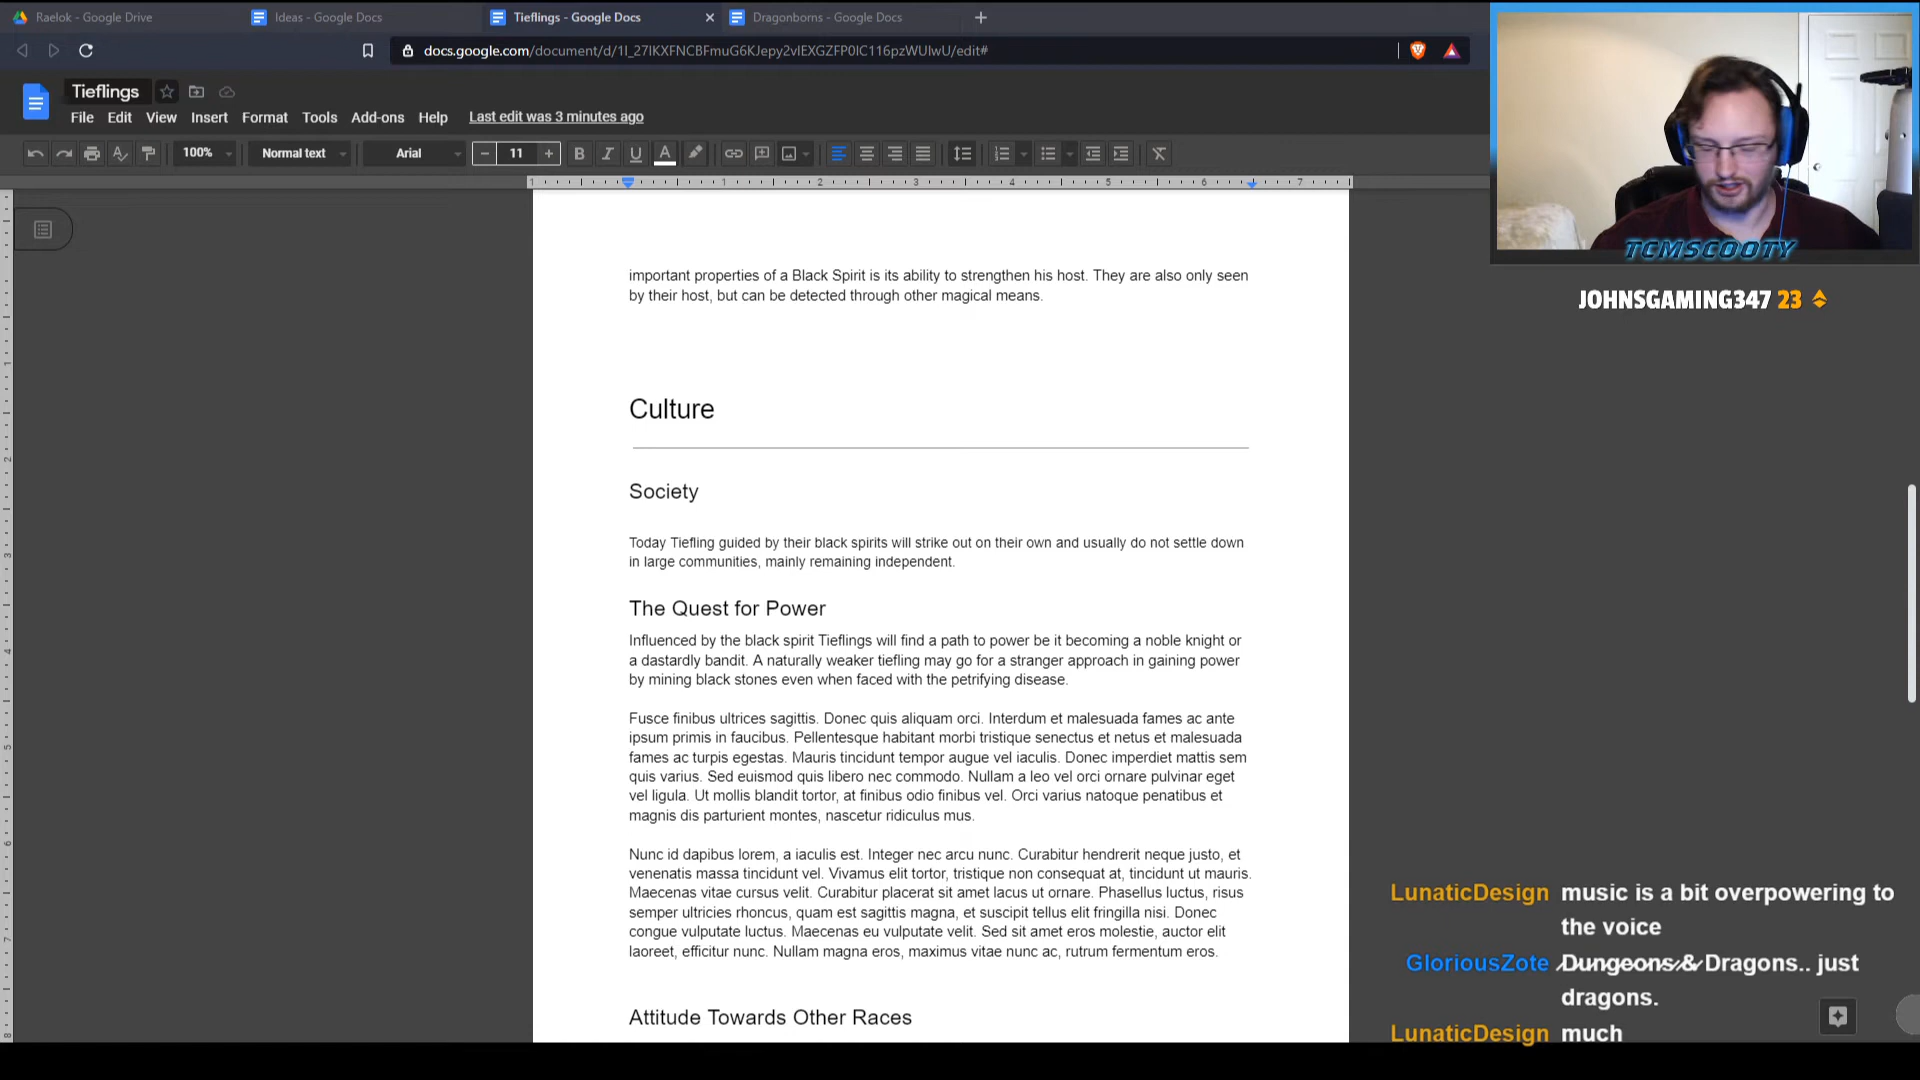 Raelok - Google Drive
Ideas - Google Docs
Tieflings - Google Docs
Dragonborns - Google Docs
docs.google.com/document/d/1I_27IKXFNCBFmuG6KJepy2vIEXGZFP0IC116pzWUIwU/edit#
Tieflings
File Edit View Insert Format Tools Add-ons Help Last edit was 3 minutes ago
100% Normal text Arial 11
1 1 2 3 4 5 6 7
important properties of a Black Spirit is its ability to strengthen his host. They are also only seen
by their host, but can be detected through other magical means.
Culture
Society
Today Tiefling guided by their black spirits will strike out on their own and usually do not settle down
in large communities, mainly remaining independent.
The Quest for Power
Influenced by the black spirit Tieflings will find a path to power be it becoming a noble knight or
a dastardly bandit. A naturally weaker tiefling may go for a stranger approach in gaining power
by mining black stones even when faced with the petrifying disease.
Fusce finibus ultrices sagittis. Donec quis aliquam orci. Interdum et malesuada fames ac ante
ipsum primis in faucibus. Pellentesque habitant morbi tristique senectus et netus et malesuada
fames ac turpis egestas. Mauris tincidunt tempor augue vel iaculis. Donec imperdiet mattis sem
quis varius. Sed euismod quis libero nec commodo. Nullam a leo vel orci ornare pulvinar eget
vel ligula. Ut mollis blandit tortor, at finibus odio finibus vel. Orci varius natoque penatibus et
magnis dis parturient montes, nascetur ridiculus mus.
Nunc id dapibus lorem, a iaculis est. Integer nec arcu nunc. Curabitur hendrerit neque justo, et
venenatis massa tincidunt vel. Vivamus elit tortor, tristique non consequat at, tincidunt ut mauris.
Maecenas vitae cursus velit. Curabitur placerat sit amet lacus ut ornare. Phasellus luctus, risus
semper ultricies rhoncus, quam est sagittis magna, et suscipit tellus elit fringilla nisi. Donec
congue vulputate luctus. Maecenas eu vulputate velit. Sed sit amet eros molestie, auctor elit
laoreet, efficitur nunc. Nullam magna eros, maximus vitae nunc ac, rutrum fermentum eros.
Attitude Towards Other Races
TCMSCOOTY
JOHNSGAMING347 23
LunaticDesign music is a bit overpowering to
the voice
GloriousZote Dungeons & Dragons.. just
dragons.
LunaticDesign much